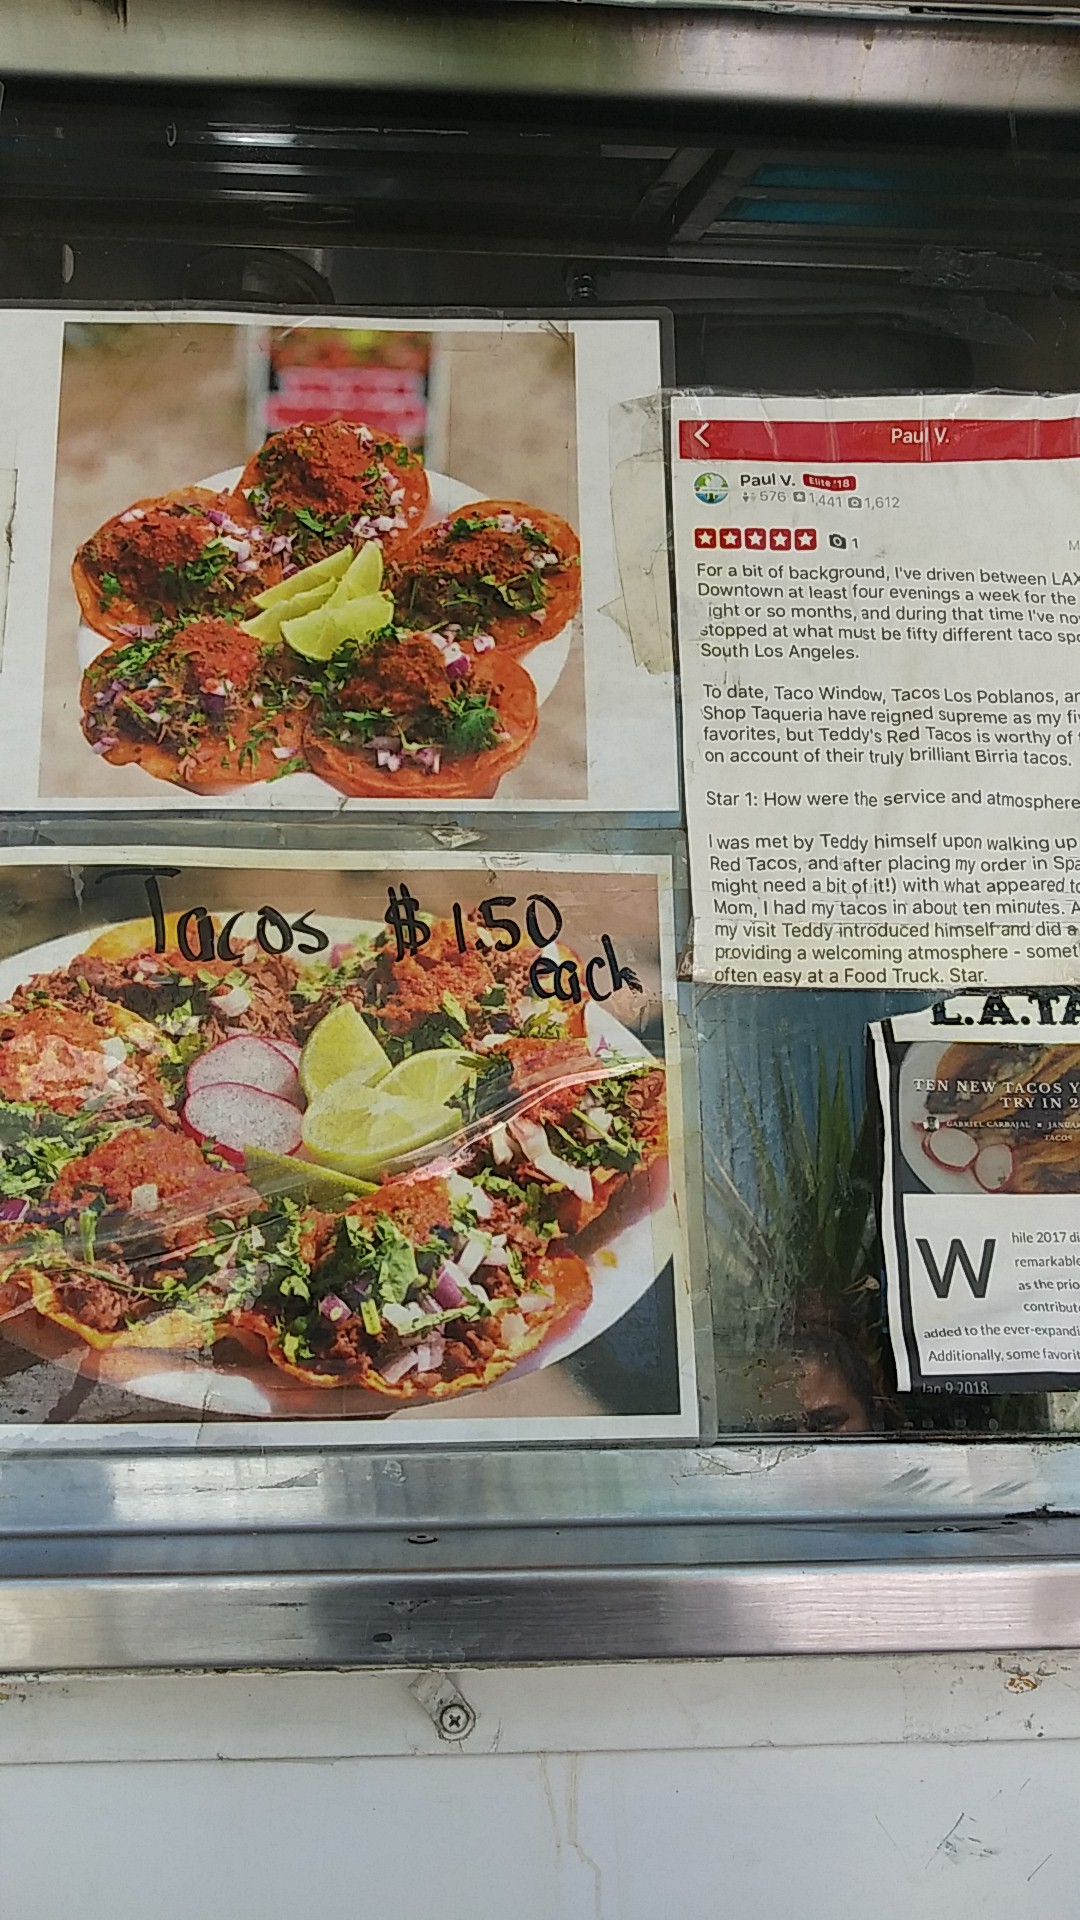 Tacos $1.50
each
Paul V.
Paul V. Elite '18
576 1,441 1,612
1
For a bit of background, I've driven between LAX
Downtown at least four evenings a week for the
ight or so months, and during that time I've no
stopped at what must be fifty different taco spo
South Los Angeles.
To date, Taco Window, Tacos Los Poblanos, an
Shop Taqueria have reigned supreme as my fi
favorites, but Teddy's Red Tacos is worthy of
on account of their truly brilliant Birria tacos.
Star 1: How were the service and atmosphere
I was met by Teddy himself upon walking up
Red Tacos, and after placing my order in Spa
might need a bit of it!) with what appeared to
Mom, I had my tacos in about ten minutes. A
my visit Teddy introduced himself and did a
providing a welcoming atmosphere - somet
often easy at a Food Truck. Star.
L.A.TA
TEN NEW TACOS Y
TRY IN 2
GABRIEL CARBAJAL ■ JANUA
TACOS
While 2017 di
remarkable
as the prio
contribute
added to the ever-expandi
Additionally, some favorit
Jan 9 2018